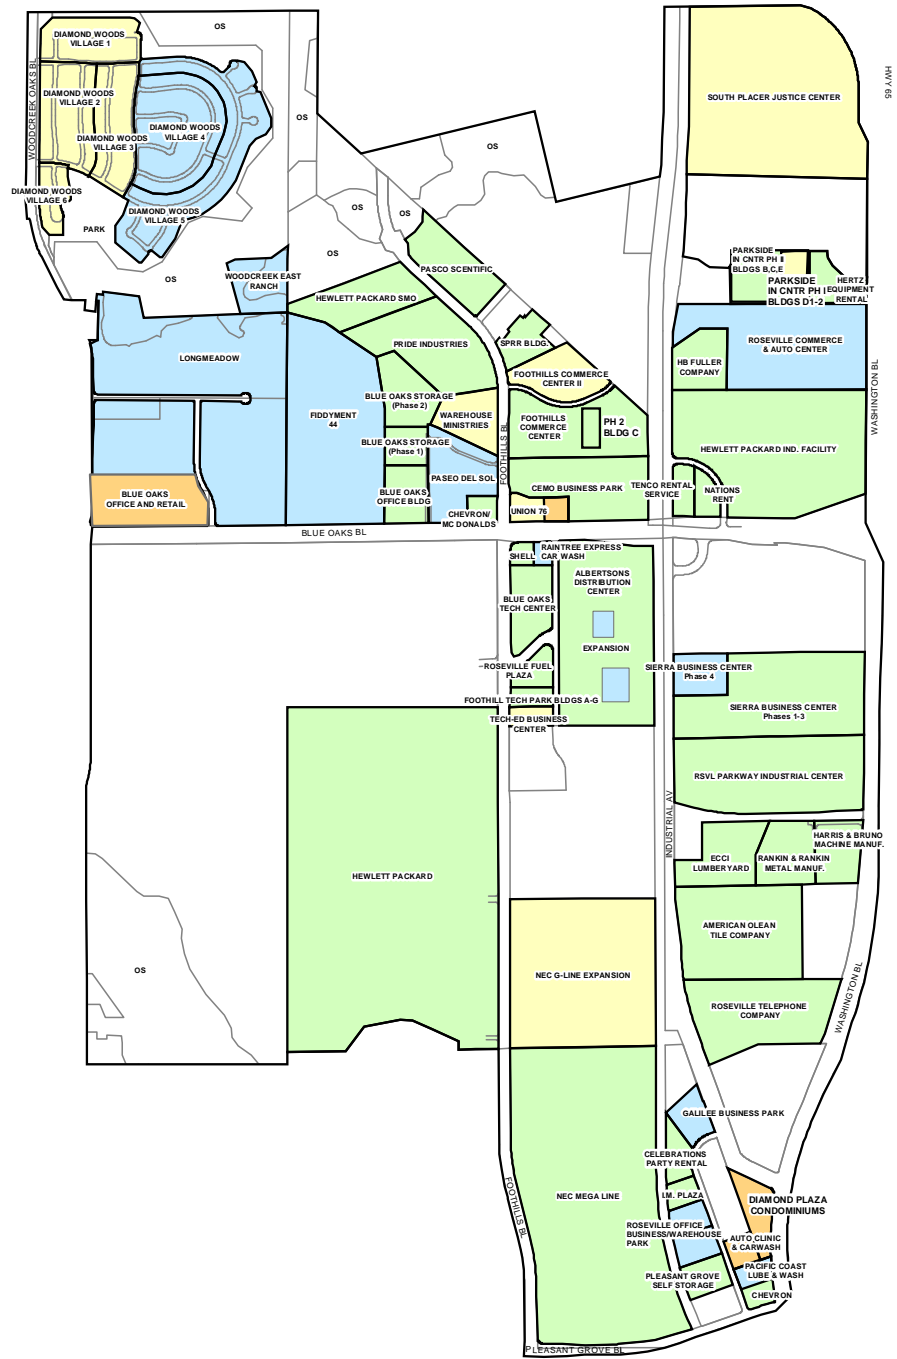 OS
DIAMOND WOODS
VILLAGE 1
WOODCREEK OAKS BL
DIAMOND WOODS
VILLAGE 2
DIAMOND WOODS
VILLAGE 3
DIAMOND WOODS
VILLAGE 4
DIAMOND WOODS
VILLAGE 6
DIAMOND WOODS
VILLAGE 5
PARK
OS
OS
OS
OS
OS
OS
SOUTH PLACER JUSTICE CENTER
HWY 65
WOODCREEK EAST
RANCH
PASCO SCENTIFIC
HEWLETT PACKARD SMO
PRIDE INDUSTRIES
SPRR BLDG.
PARKSIDE
IN CNTR PH II
BLDGS B,C,E
PARKSIDE
IN CNTR PH I
BLDGS D1-2
HERTZ
EQUIPMENT
RENTAL
ROSEVILLE COMMERCE
& AUTO CENTER
HB FULLER
COMPANY
WASHINGTON BL
LONGMEADOW
FIDDYMENT
44
FOOTHILLS COMMERCE
CENTER II
BLUE OAKS STORAGE
(Phase 2)
WAREHOUSE
MINISTRIES
FOOTHILLS
COMMERCE
CENTER
PH 2
BLDG C
BLUE OAKS STORAGE
(Phase 1)
FOOTHILLS BL
HEWLETT PACKARD IND. FACILITY
PASEO DEL SOL
CEMO BUSINESS PARK
TENCO RENTAL
SERVICE
NATIONS
RENT
BLUE OAKS
OFFICE AND RETAIL
BLUE OAKS
OFFICE BLDG
CHEVRON/
MC DONALDS
UNION 76
BLUE OAKS BL
SHELL
RAINTREE EXPRESS
CAR WASH
ALBERTSONS
DISTRIBUTION
CENTER
BLUE OAKS
TECH CENTER
EXPANSION
ROSEVILLE FUEL
PLAZA
SIERRA BUSINESS CENTER
Phase 4
FOOTHILL TECH PARK BLDGS A-G
SIERRA BUSINESS CENTER
Phases 1-3
TECH-ED BUSINESS
CENTER
RSVL PARKWAY INDUSTRIAL CENTER
INDUSTRIAL AV
HARRIS & BRUNO
MACHINE MANUF.
ECCI
LUMBERYARD
RANKIN & RANKIN
METAL MANUF.
HEWLETT PACKARD
AMERICAN OLEAN
TILE COMPANY
OS
NEC G-LINE EXPANSION
WASHINGTON BL
ROSEVILLE TELEPHONE
COMPANY
GALILEE BUSINESS PARK
CELEBRATIONS
PARTY RENTAL
NEC MEGA LINE
I.M. PLAZA
DIAMOND PLAZA
CONDOMINIUMS
FOOTHILLS BL
ROSEVILLE OFFICE
BUSINESS/WAREHOUSE
PARK
AUTO CLINIC
& CARWASH
PACIFIC COAST
LUBE & WASH
PLEASANT GROVE
SELF STORAGE
CHEVRON
PLEASANT GROVE BL